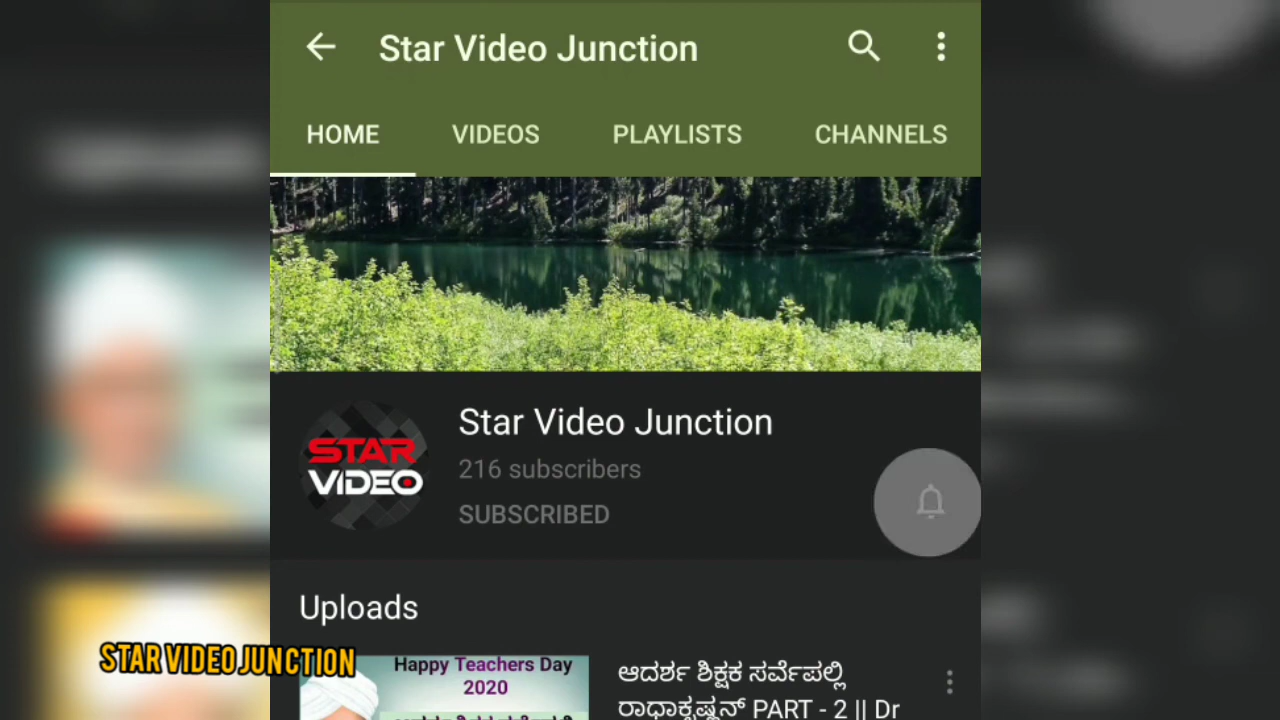 Star Video Junction
HOME VIDEOS PLAYLISTS CHANNELS
STAR
VIDEO
Star Video Junction
216 subscribers
SUBSCRIBED
Uploads
STAR VIDEO JUNCTION
Happy Teachers Day
2020
ಆದರ್ಶ ಶಿಕ್ಷಕ ಸರ್ವೆಪಲ್ಲಿ
ರಾಧಾಕೃಷ್ಣನ್ PART - 2 || Dr